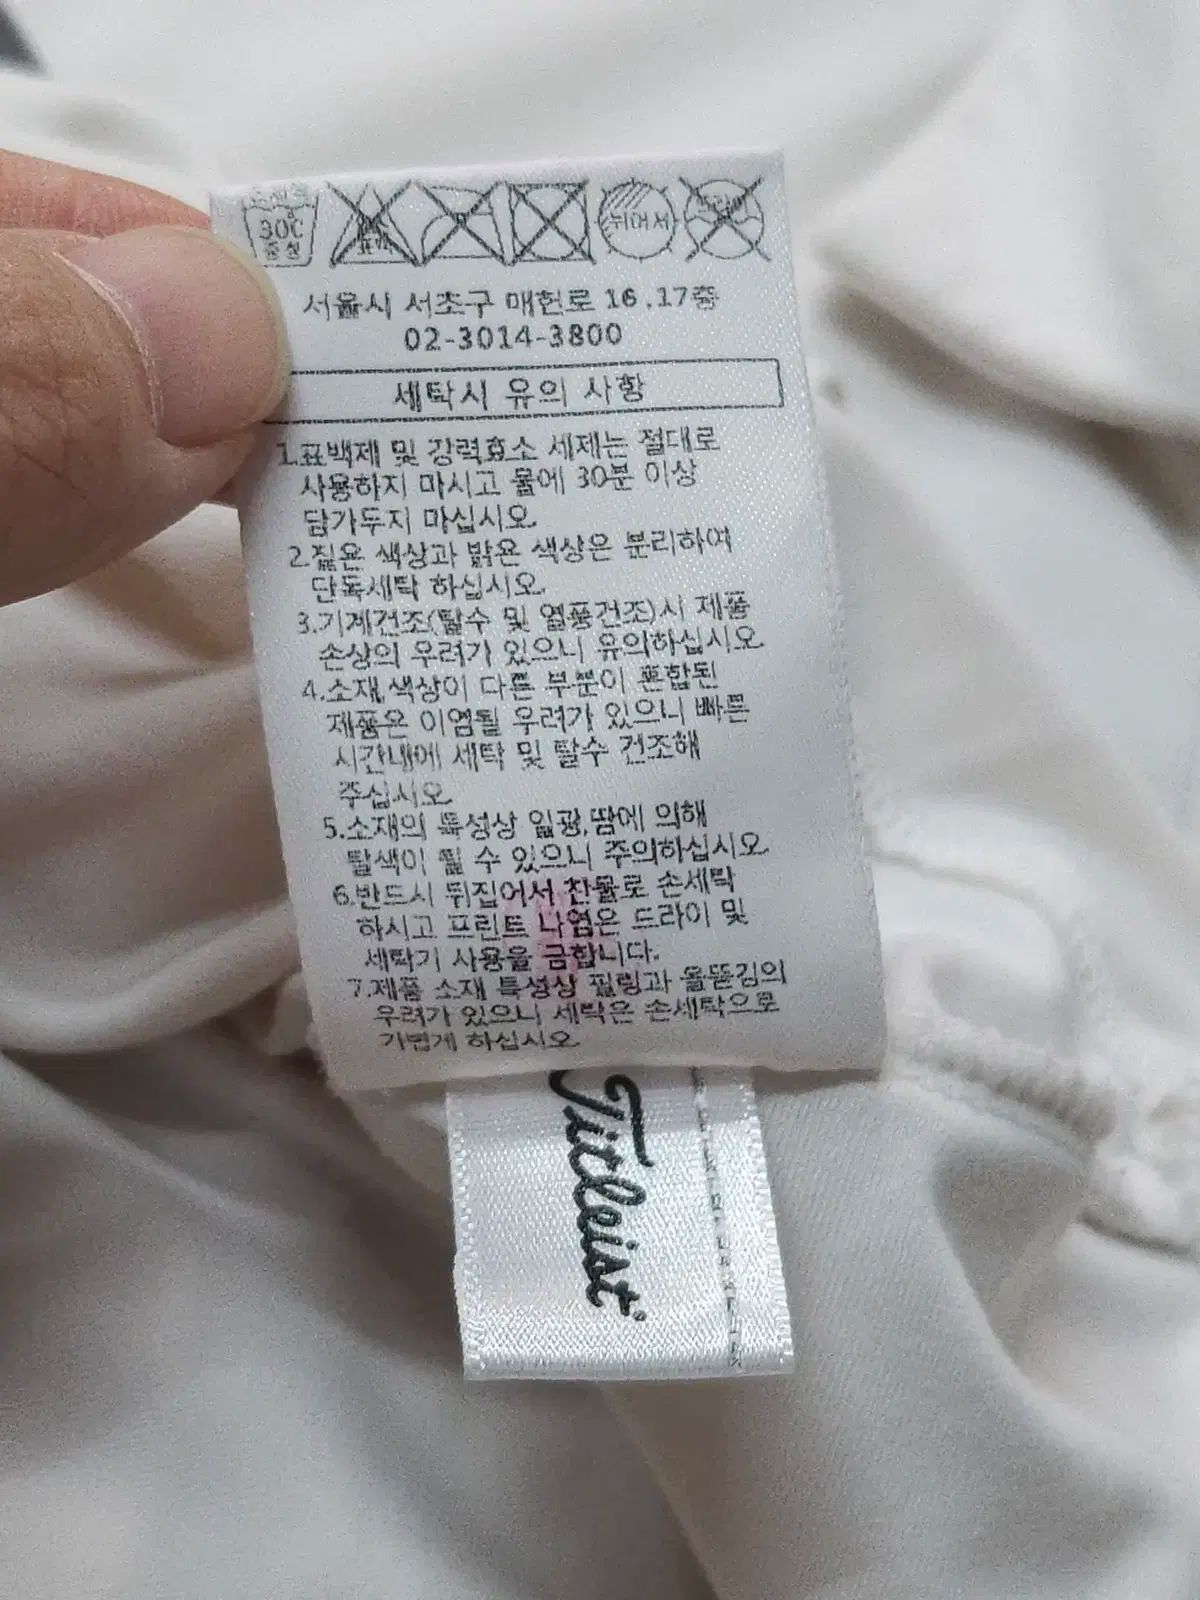 손세탁
30℃
중성
표백
뉘어서
드라이
서울시 서초구 매헌로 16.17층
02-3014-3800
세탁시 유의 사항
1.표백제 및 강력효소 세제는 절대로
사용하지 마시고 물에 30분 이상
담가두지 마십시오.
2.짙은 색상과 밝은 색상은 분리하여
단독세탁 하십시오.
3.기계건조(탈수 및 열풍건조)시 제품
손상의 우려가 있으니 유의하십시오.
4.소재,색상이 다른 부분이 혼합된
제품은 이염될 우려가 있으니 빠른
시간내에 세탁 및 탈수 건조해
주십시오.
5.소재의 특성상 일광,땀에 의해
탈색이 될 수 있으니 주의하십시오.
6.반드시 뒤집어서 찬물로 손세탁
하시고 프린트 나염은 드라이 및
세탁기 사용을 금합니다.
7.제품 소재 특성상 필링과 올뜯김의
우려가 있으니 세탁은 손세탁으로
가볍게 하십시오.
Titleist®